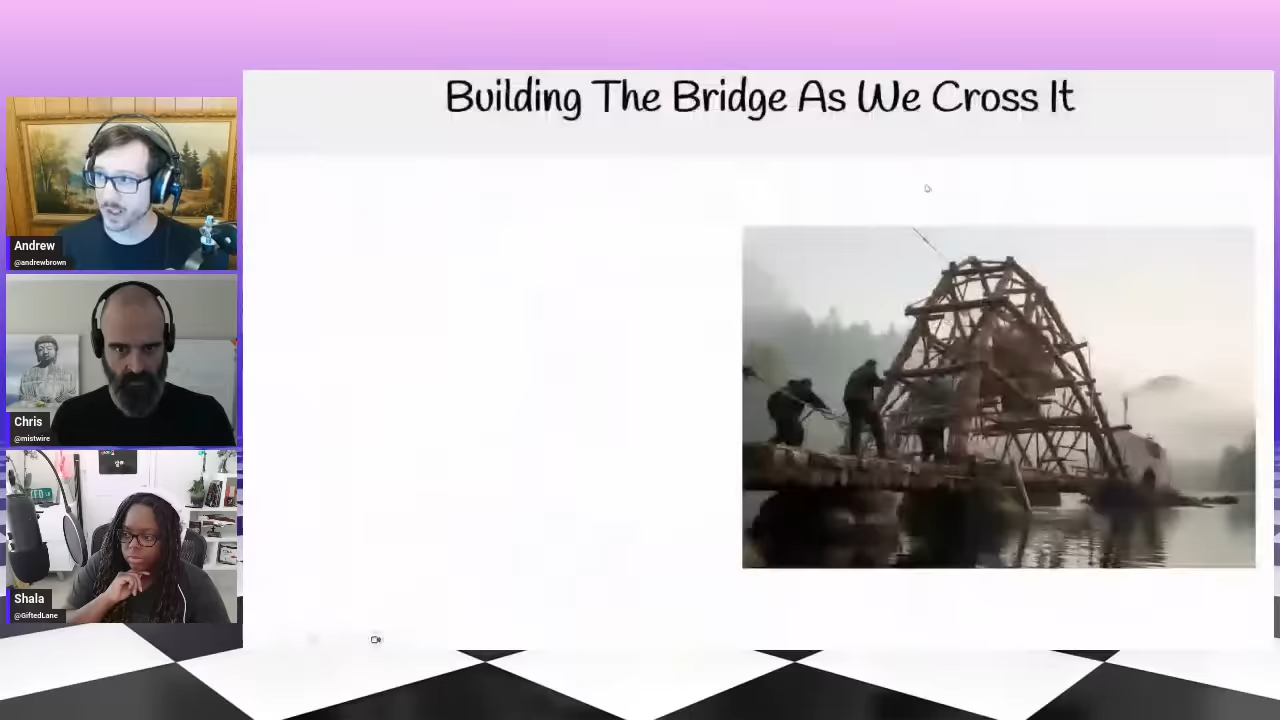 Building The Bridge As We Cross It
Andrew
@andrewbrown
Chris
@mistwire
Shala
@GiftedLane